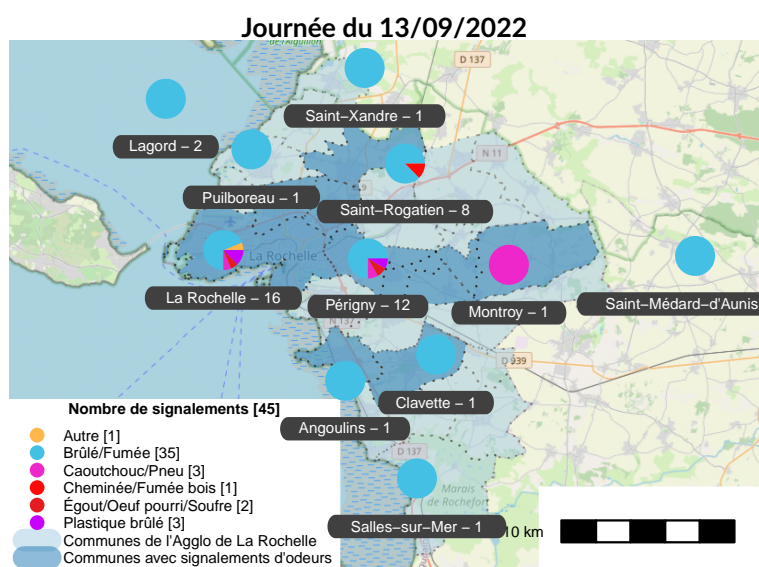 Journée du 13/09/2022
D 137
Saint–Xandre – 1
Lagord – 2
N 11
Puilboreau – 1
Saint–Rogatien – 8
La Rochelle
La Rochelle – 16
Périgny – 12
Montroy – 1
Saint–Médard–d'Aunis
N 137
D 939
Clavette – 1
Angoulins – 1
D 137
Marais
de Rochefort
Salles–sur–Mer – 1
10 km
Nombre de signalements [45]
Autre [1]
Brûlé/Fumée [35]
Caoutchouc/Pneu [3]
Cheminée/Fumée bois [1]
Égout/Oeuf pourri/Soufre [2]
Plastique brûlé [3]
Communes de l'Agglo de La Rochelle
Communes avec signalements d'odeurs